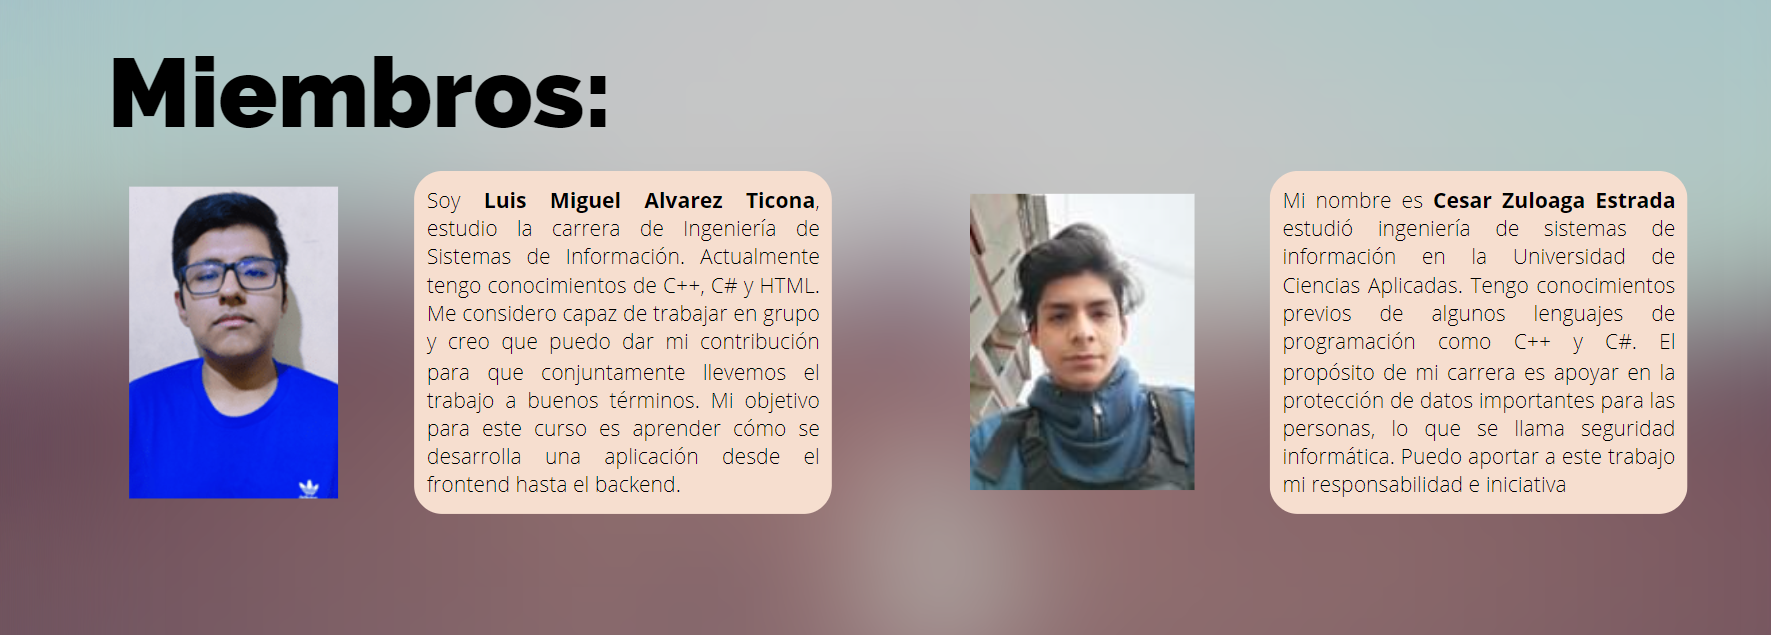 Miembros:
Soy Luis Miguel Alvarez Ticona,
estudio la carrera de Ingeniería de
Sistemas de Información. Actualmente
tengo conocimientos de C++, C# y HTML.
Me considero capaz de trabajar en grupo
y creo que puedo dar mi contribución
para que conjuntamente llevemos el
trabajo a buenos términos. Mi objetivo
para este curso es aprender cómo se
desarrolla una aplicación desde el
frontend hasta el backend.
Mi nombre es Cesar Zuloaga Estrada
estudió ingeniería de sistemas de
información en la Universidad de
Ciencias Aplicadas. Tengo conocimientos
previos de algunos lenguajes de
programación como C++ y C#. El
propósito de mi carrera es apoyar en la
protección de datos importantes para las
personas, lo que se llama seguridad
informática. Puedo aportar a este trabajo
mi responsabilidad e iniciativa